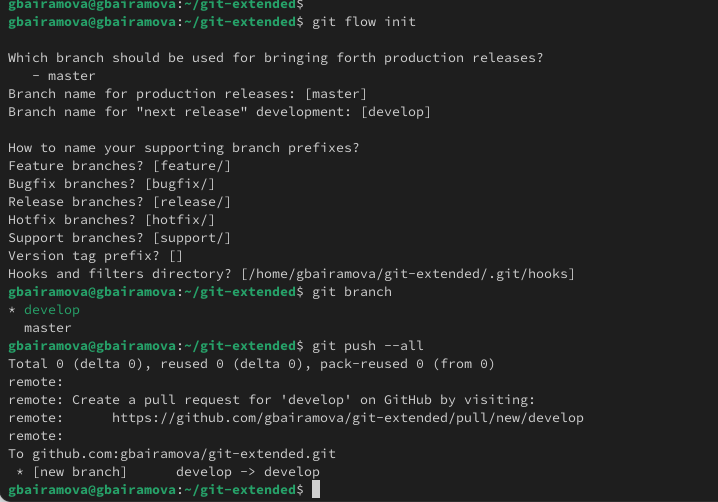 gbairamova@gbairamova:~/git-extended$
gbairamova@gbairamova:~/git-extended$ git flow init

Which branch should be used for bringing forth production releases?
   - master
Branch name for production releases: [master]
Branch name for "next release" development: [develop]

How to name your supporting branch prefixes?
Feature branches? [feature/]
Bugfix branches? [bugfix/]
Release branches? [release/]
Hotfix branches? [hotfix/]
Support branches? [support/]
Version tag prefix? []
Hooks and filters directory? [/home/gbairamova/git-extended/.git/hooks]
gbairamova@gbairamova:~/git-extended$ git branch
* develop
  master
gbairamova@gbairamova:~/git-extended$ git push --all
Total 0 (delta 0), reused 0 (delta 0), pack-reused 0 (from 0)
remote:
remote: Create a pull request for 'develop' on GitHub by visiting:
remote:      https://github.com/gbairamova/git-extended/pull/new/develop
remote:
To github.com:gbairamova/git-extended.git
 * [new branch]      develop -> develop
gbairamova@gbairamova:~/git-extended$